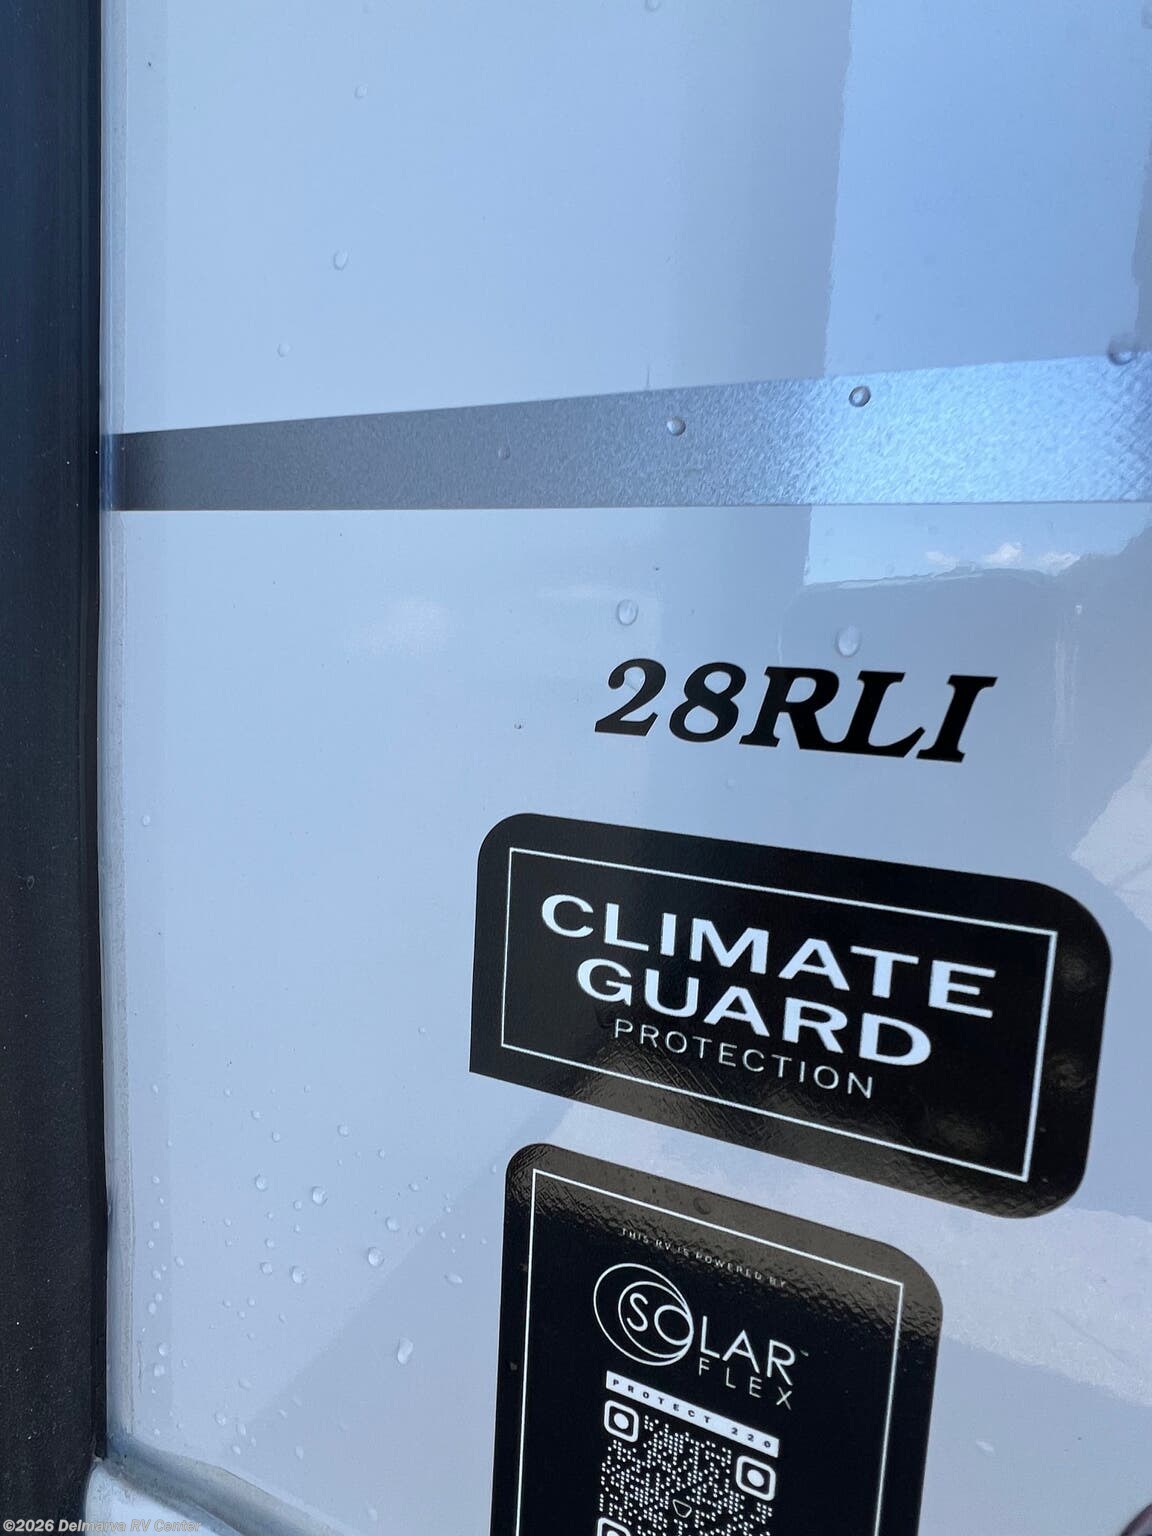 28RLI
CLIMATE
GUARD
PROTECTION
THIS RV IS POWERED BY
SOLAR
FLEX
PROTECT 220
©2026 Delmarva RV Center